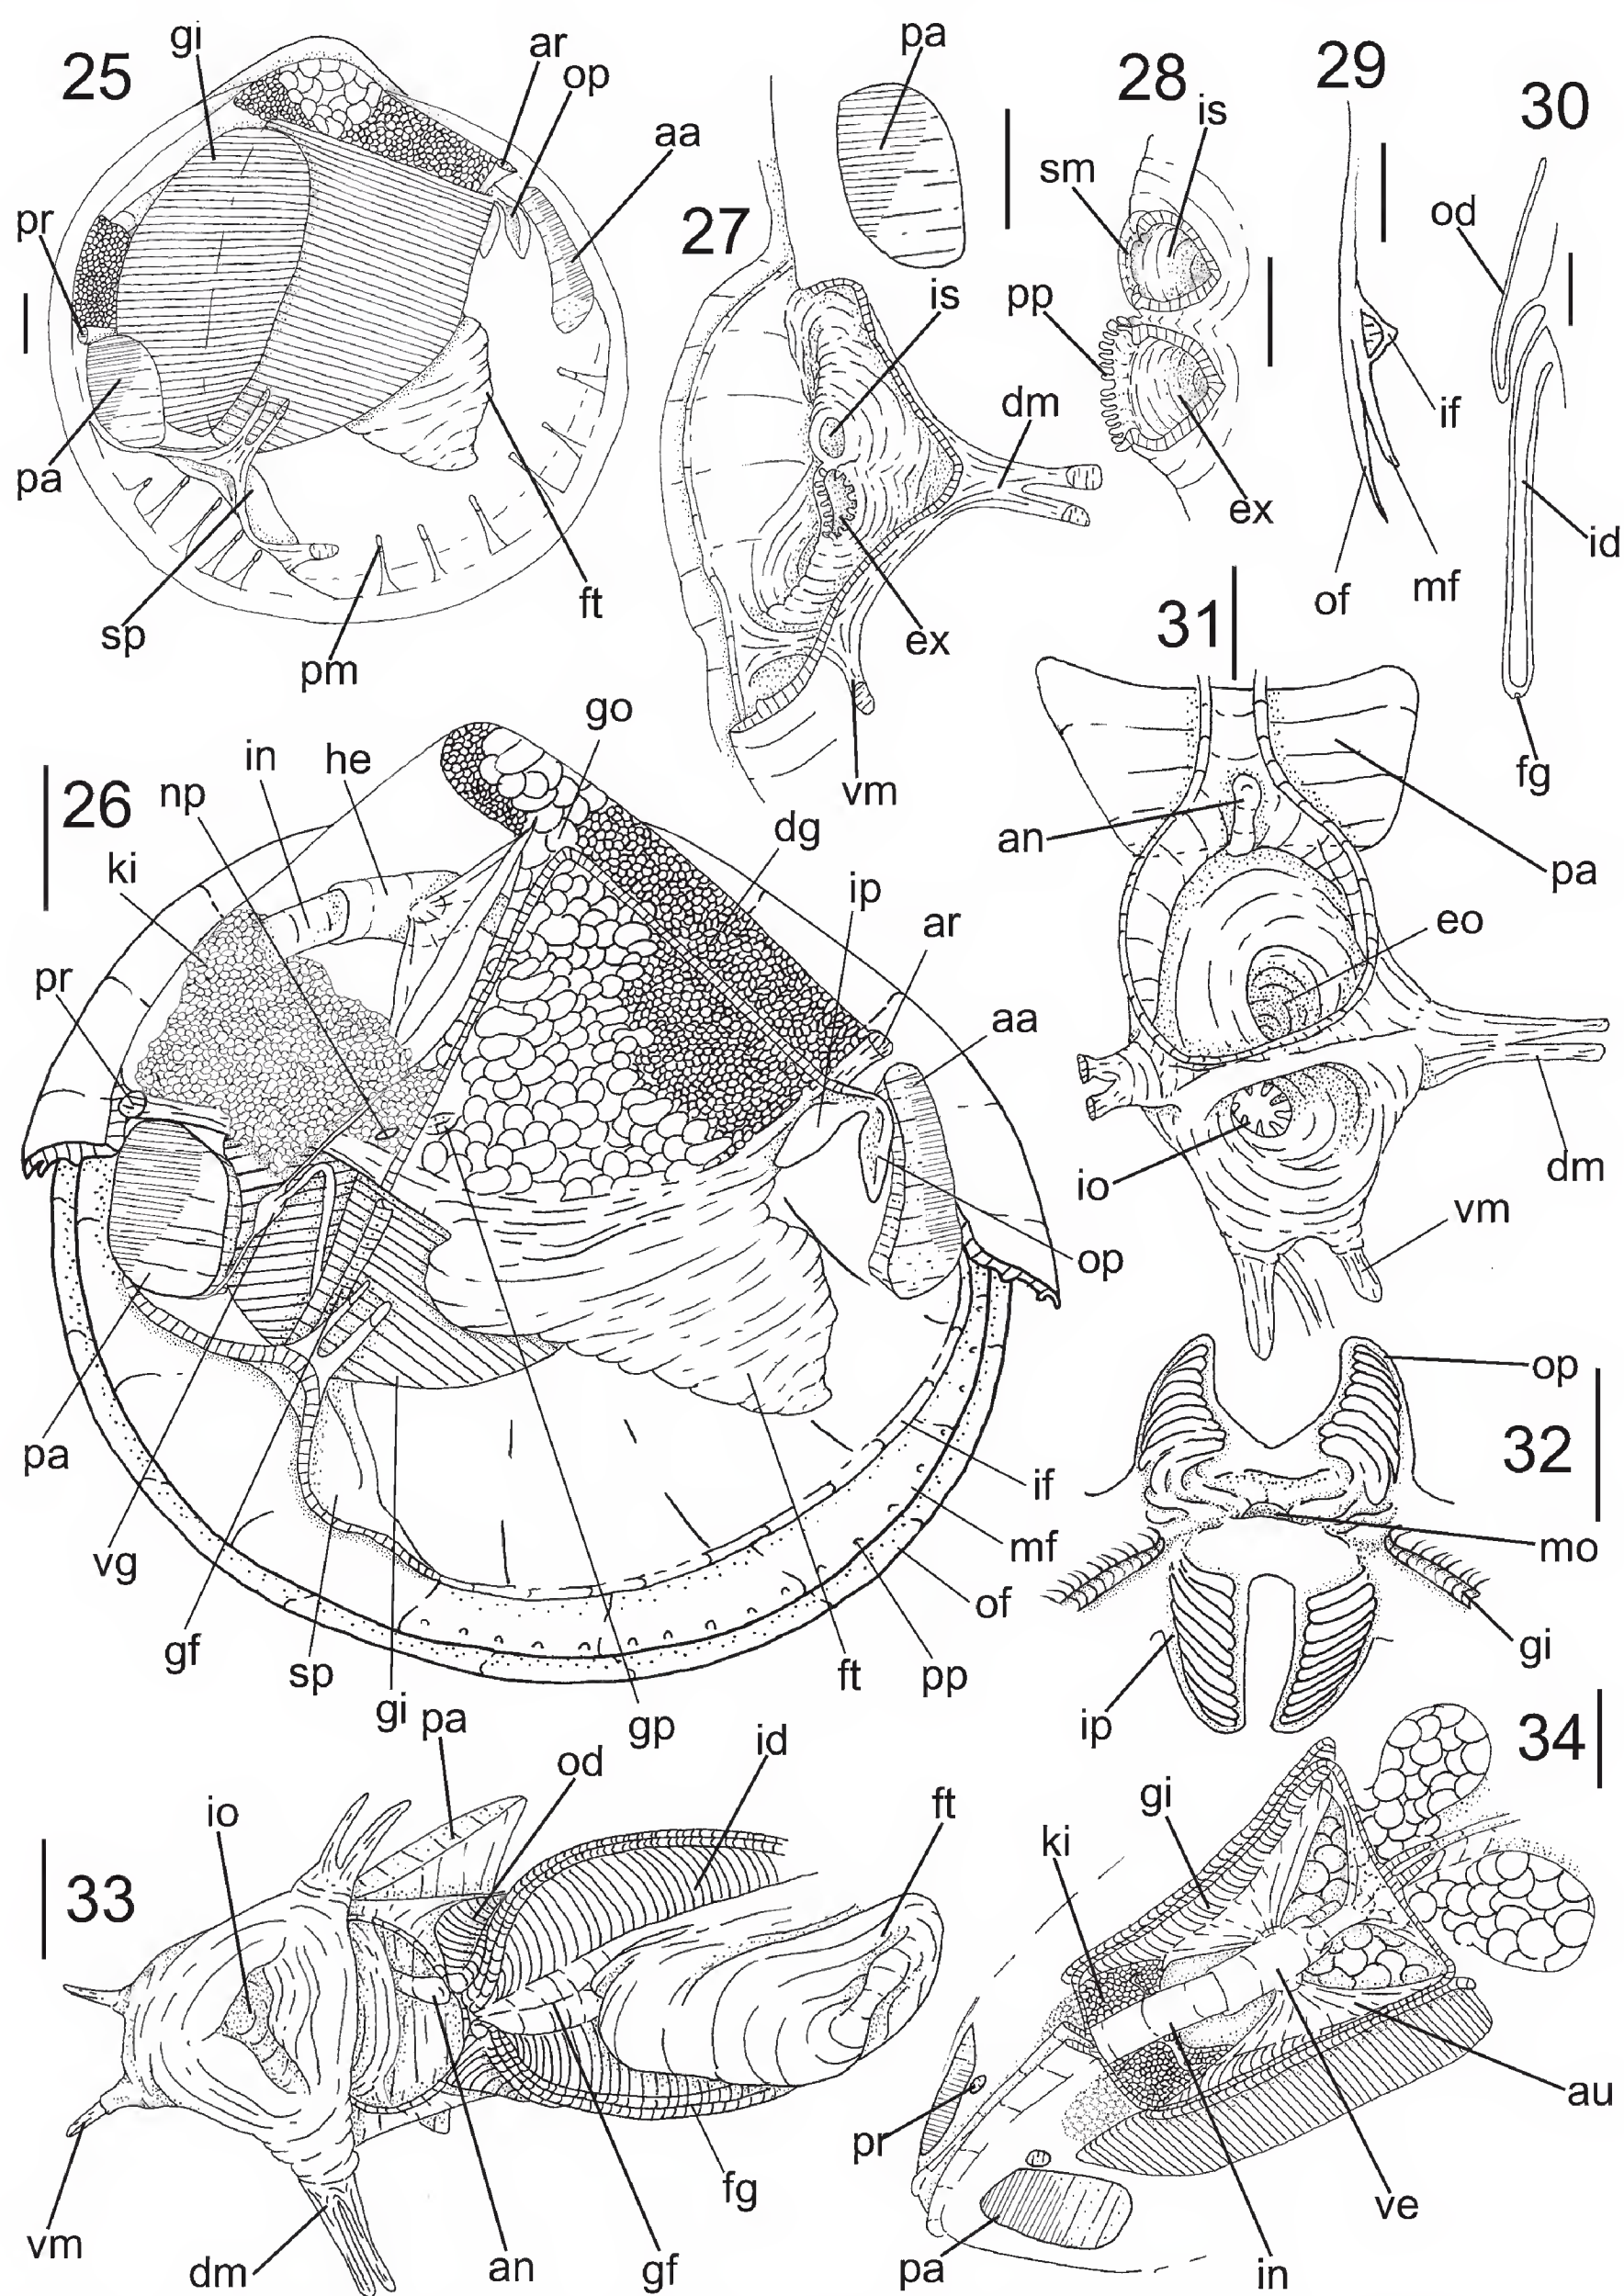 25
gi
ar
op
aa
pr
pa
sp
pm
ft
27
pa
is
dm
ex
vm
28
is
sm
pp
ex
29
if
of
mf
30
od
id
fg
26
in
he
go
np
ki
dg
ip
ar
aa
pr
op
pa
vg
gf
sp
gi
gp
ft
pp
of
mf
if
31
an
pa
eo
io
dm
vm
32
op
mo
gi
ip
33
io
pa
od
id
ft
vm
dm
an
gf
fg
34
gi
ki
au
pr
pa
in
ve